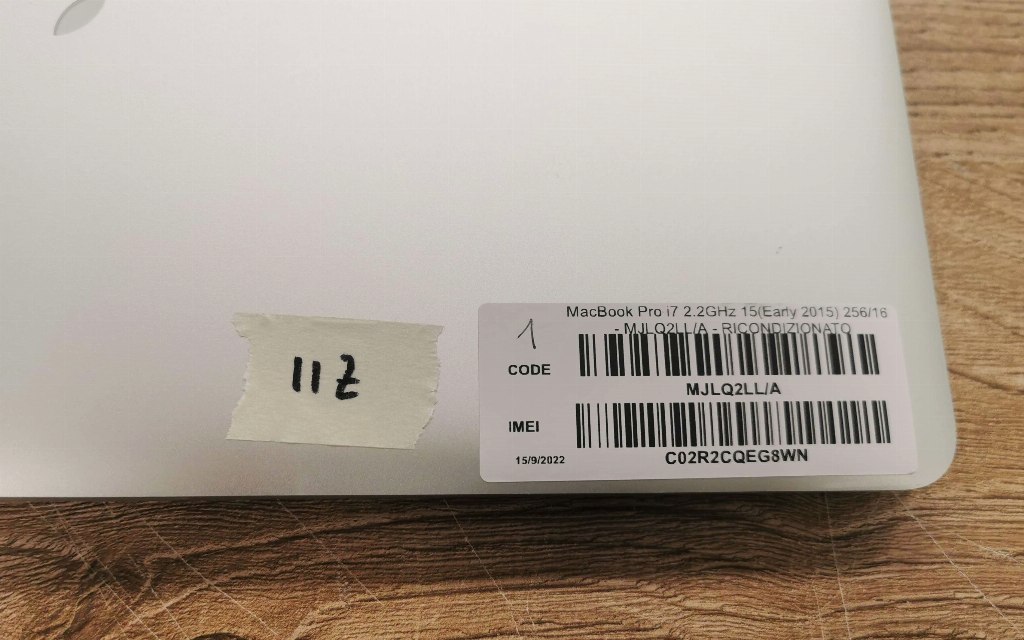 11Z
1
MacBook Pro i7 2.2GHz 15(Early 2015) 256/16
- MJLQ2LL/A - RICONDIZIONATO
CODE
MJLQ2LL/A
IMEI
C02R2CQEG8WN
15/9/2022